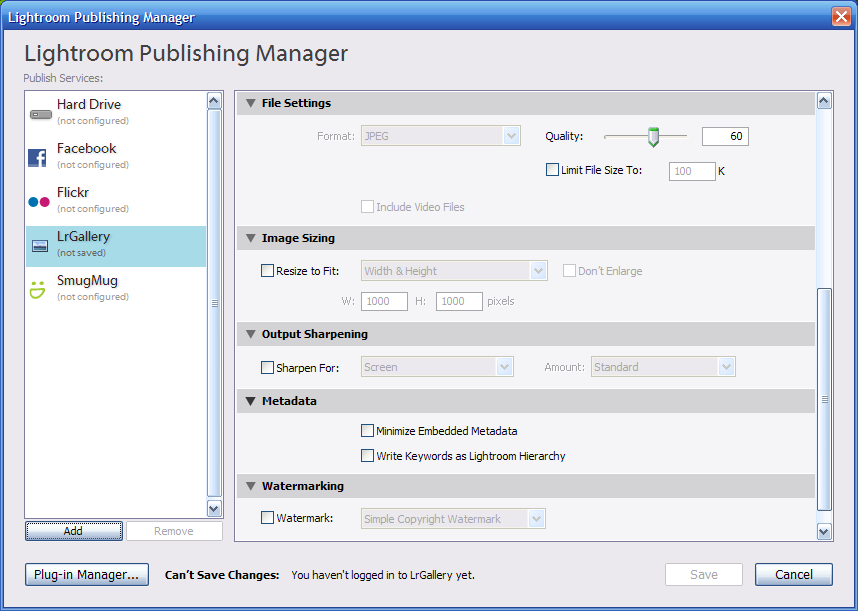 Lightroom Publishing Manager
Lightroom Publishing Manager
Publish Services:
Hard Drive
(not configured)
Facebook
(not configured)
Flickr
(not configured)
LrGallery
(not saved)
SmugMug
(not configured)
Add Remove
File Settings
Format: JPEG Quality: 60
Limit File Size To: 100 K
Include Video Files
Image Sizing
Resize to Fit: Width & Height Don't Enlarge
W: 1000 H: 1000 pixels
Output Sharpening
Sharpen For: Screen Amount: Standard
Metadata
Minimize Embedded Metadata
Write Keywords as Lightroom Hierarchy
Watermarking
Watermark: Simple Copyright Watermark
Plug-in Manager... Can't Save Changes: You haven't logged in to LrGallery yet. Save Cancel